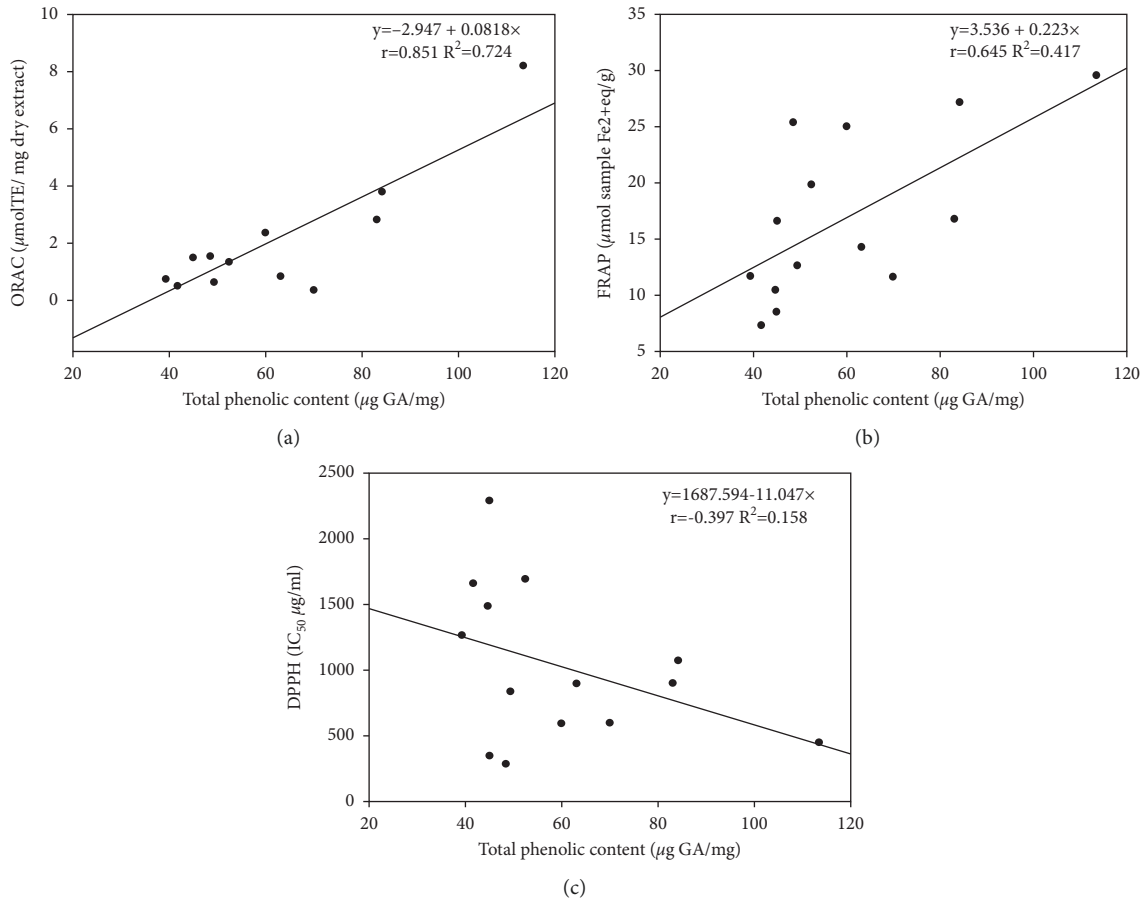 y=–2.947 + 0.0818×
r=0.851 R²=0.724
ORAC (μmolTE/ mg dry extract)
10
8
6
4
2
0
20 40 60 80 100 120
Total phenolic content (μg GA/mg)
(a)
y=3.536 + 0.223×
r=0.645 R²=0.417
FRAP (μmol sample Fe2+eq/g)
35
30
25
20
15
10
5
20 40 60 80 100 120
Total phenolic content (μg GA/mg)
(b)
y=1687.594-11.047×
r=-0.397 R²=0.158
DPPH (IC₅₀ μg/ml)
2500
2000
1500
1000
500
0
20 40 60 80 100 120
Total phenolic content (μg GA/mg)
(c)